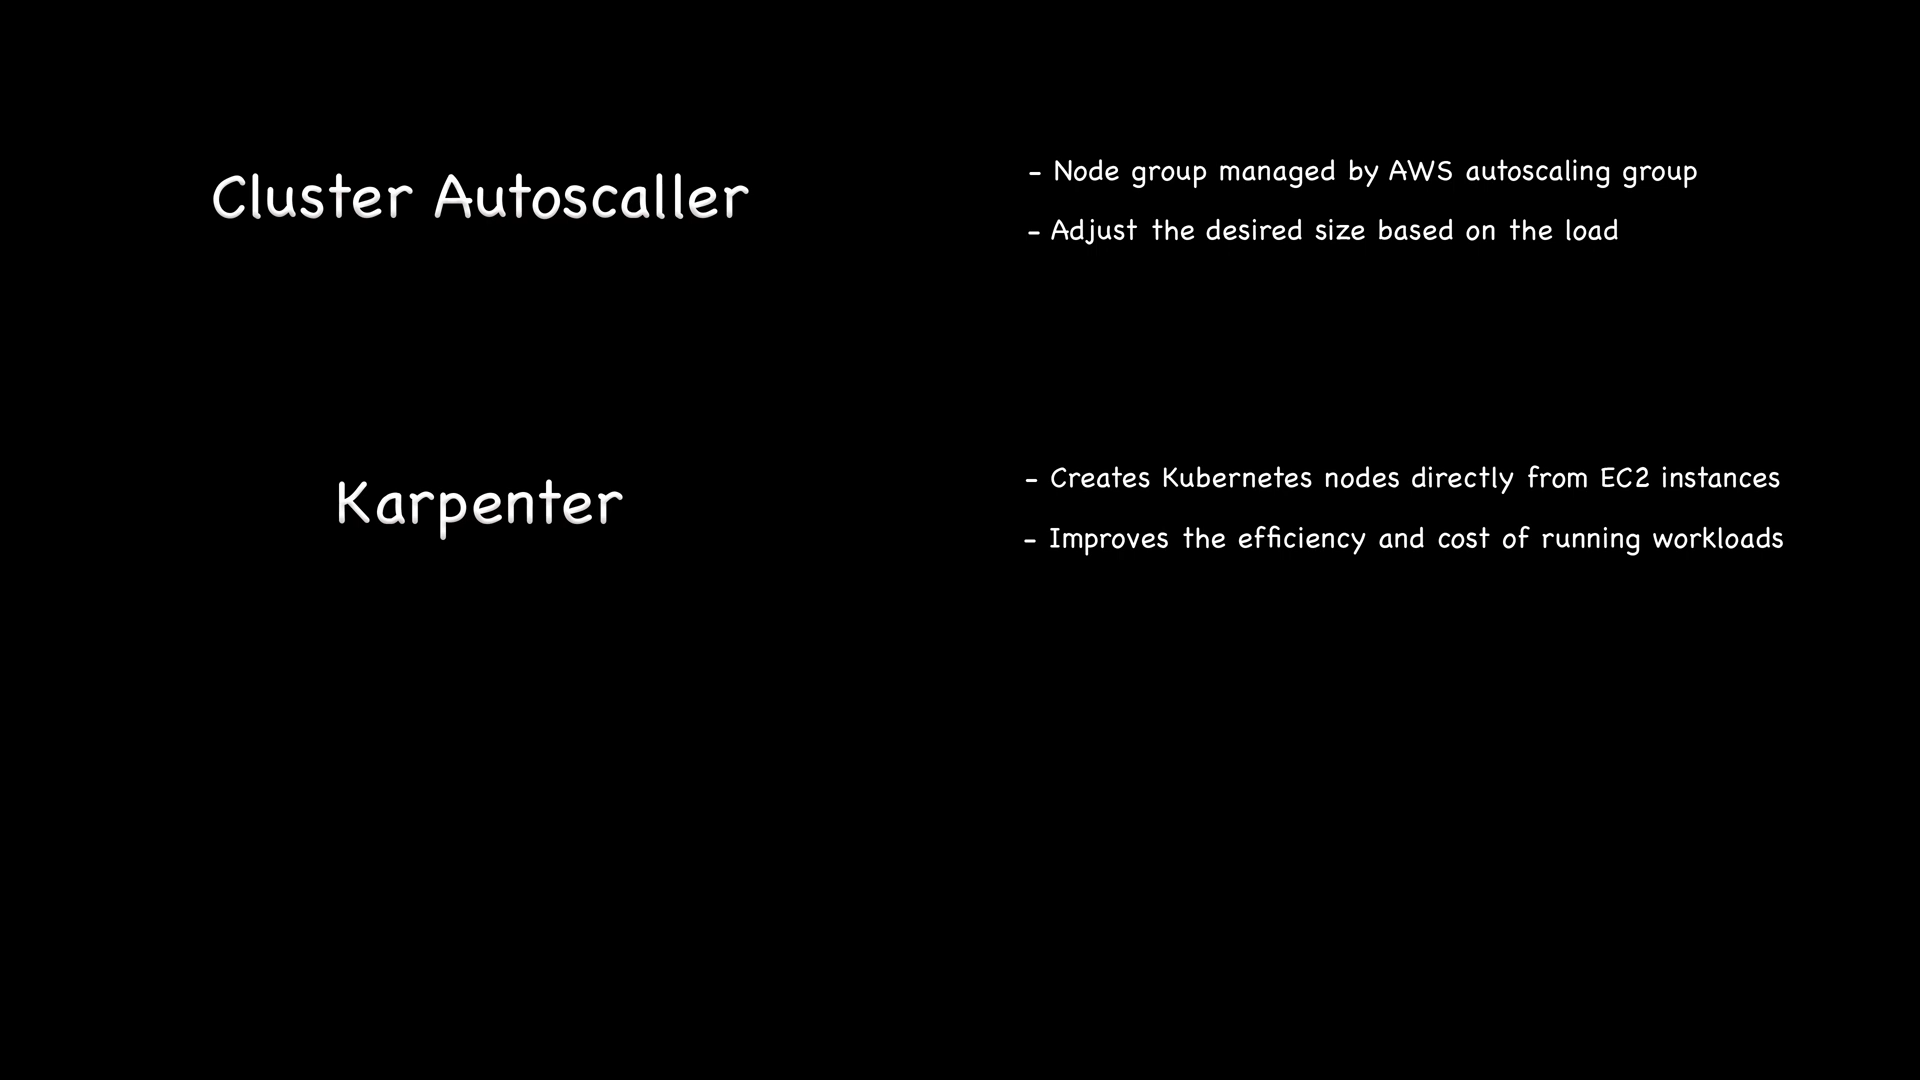 Cluster Autoscaller
- Node group managed by AWS autoscaling group
- Adjust the desired size based on the load
Karpenter
- Creates Kubernetes nodes directly from EC2 instances
- Improves the efficiency and cost of running workloads